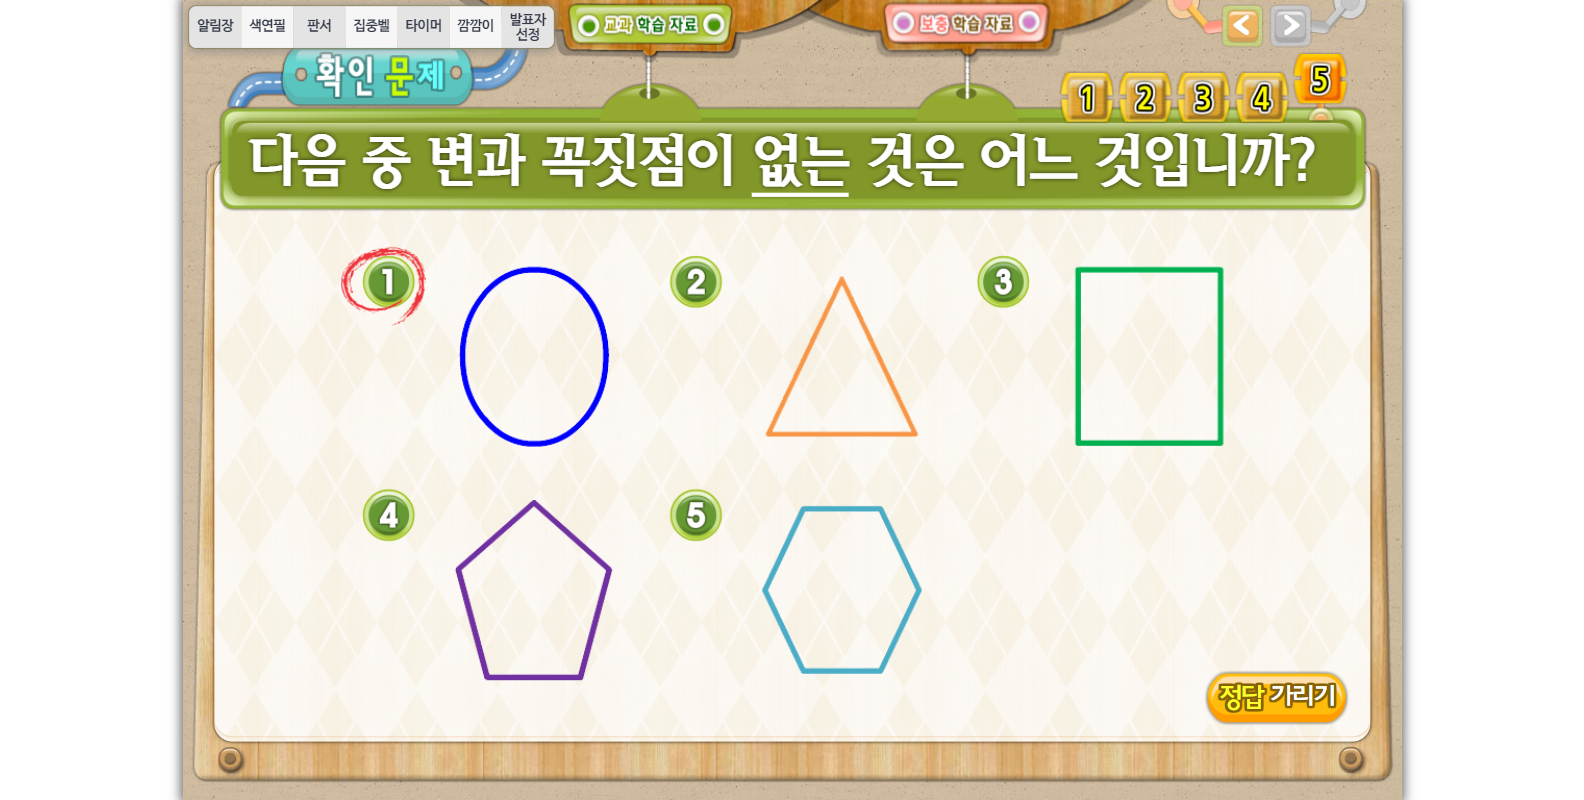 알림장 색연필 판서 집중벨 타이머 깜깜이 발표자 선정
교과 학습 자료
보충 학습 자료
확인 문제
1 2 3 4 5
다음 중 변과 꼭짓점이 없는 것은 어느 것입니까?
1 2 3
4 5
정답 가리기